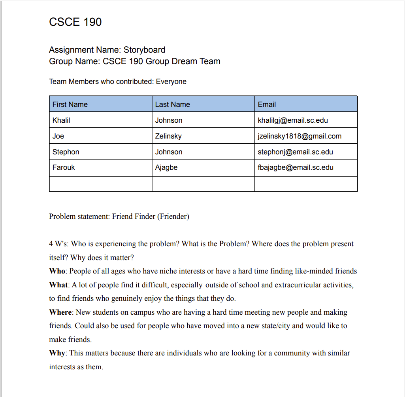 CSCE 190
Assignment Name: Storyboard
Group Name: CSCE 190 Group Dream Team
Team Members who contributed: Everyone
First Name Last Name Email
Khalil Johnson khalilgj@email.sc.edu
Joe Zelinsky jzelinsky1818@gmail.com
Stephon Johnson stephonj@email.sc.edu
Farouk Ajagbe fbajagbe@email.sc.edu
Problem statement: Friend Finder (Friender)
4 W's: Who is experiencing the problem? What is the Problem? Where does the problem present
itself? Why does it matter?
Who: People of all ages who have niche interests or have a hard time finding like-minded friends
What: A lot of people find it difficult, especially outside of school and extracurricular activities,
to find friends who genuinely enjoy the things that they do.
Where: New students on campus who are having a hard time meeting new people and making
friends. Could also be used for people who have moved into a new state/city and would like to
make friends.
Why: This matters because there are individuals who are looking for a community with similar
interests as them.